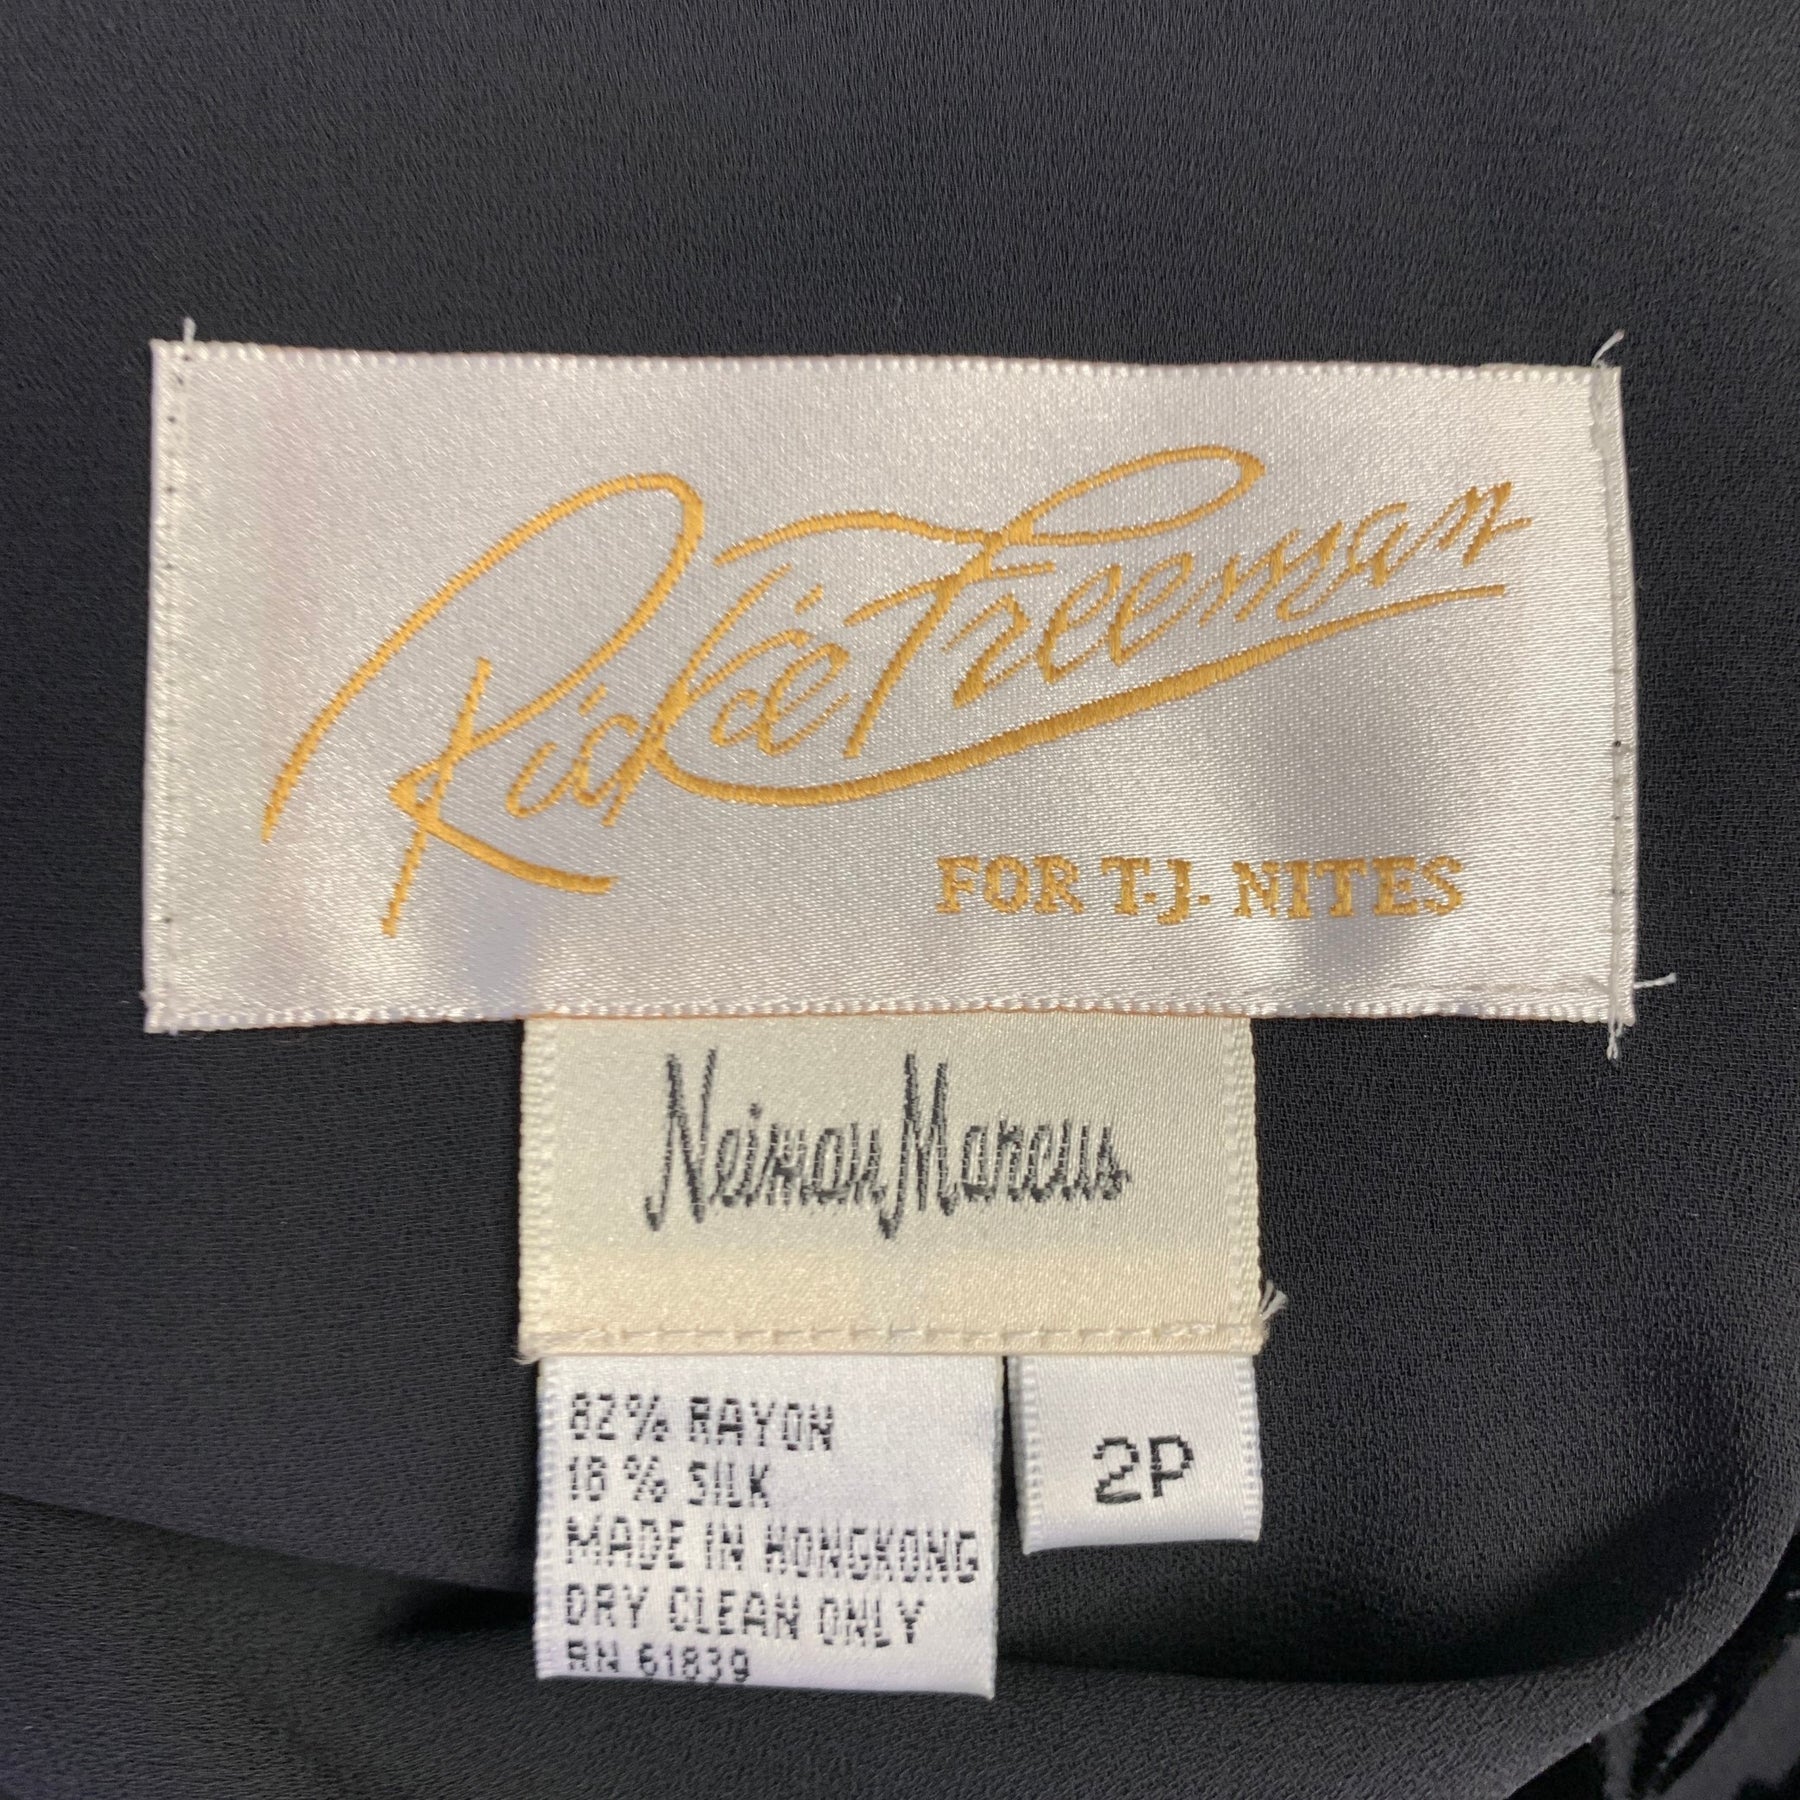 Rickie Freeman
FOR T.J. NITES
Neiman Marcus
82% RAYON
18% SILK
MADE IN HONGKONG
DRY CLEAN ONLY
RN 61839
2P